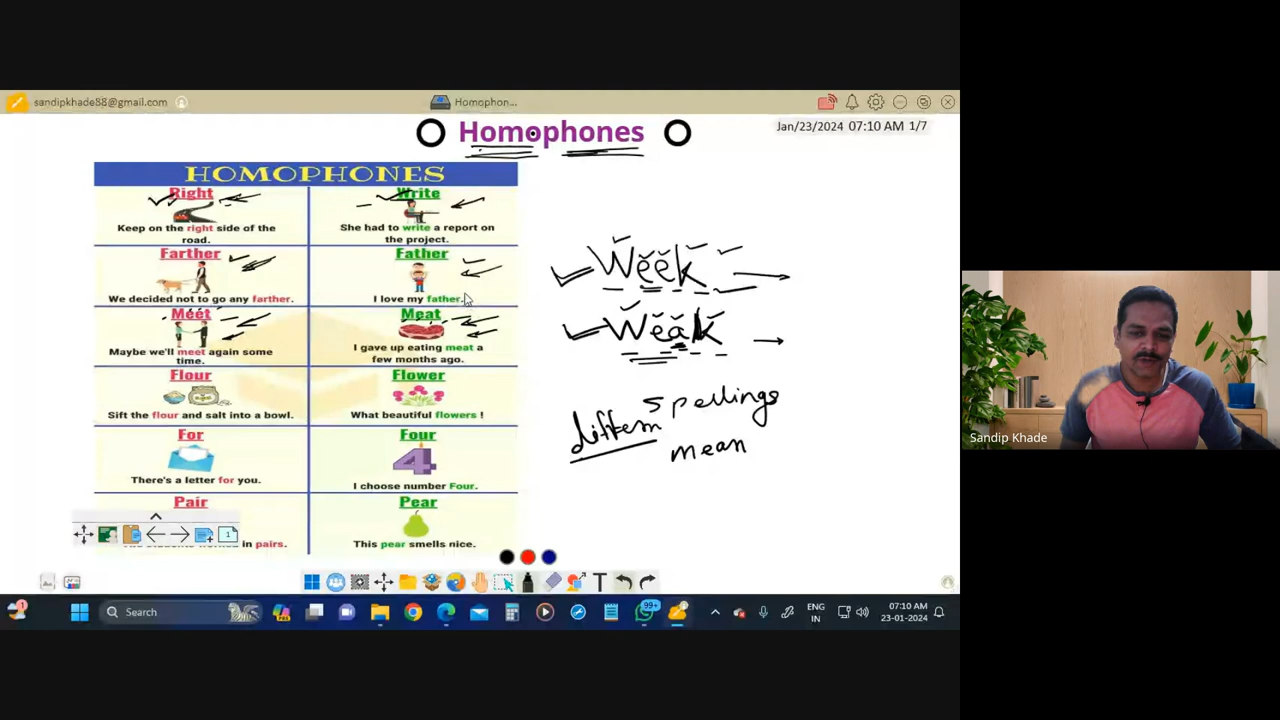 sandipkhade88@gmail.com
Homophon...
Homophones
Jan/23/2024 07:10 AM 1/7
HOMOPHONES
Right
Write
Keep on the right side of the
road.
She had to write a report on
the project.
Farther
Father
We decided not to go any farther.
I love my father.
Meet
Meat
Maybe we'll meet again some
time.
I gave up eating meat a
few months ago.
Flour
Flower
Sift the flour and salt into a bowl.
What beautiful flowers !
For
Four
4
There's a letter for you.
I choose number Four.
Pair
Pear
in pairs.
This pear smells nice.
Week
Weak
spellings
mean
Sandip Khade
1
Search
PRE
99+
ENG
IN
07:10 AM
23-01-2024